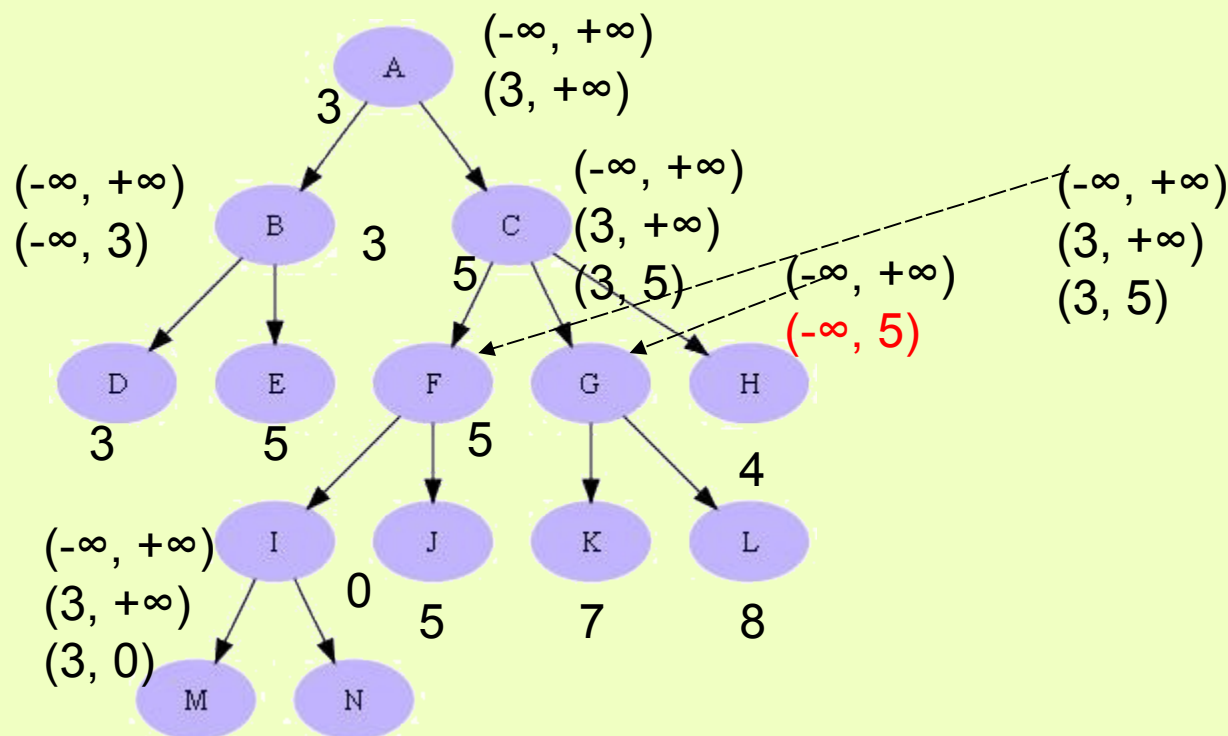 (-∞, +∞)
A
(3, +∞)
3
(-∞, +∞)
(-∞, 3)
B
3
C
(-∞, +∞)
(3, +∞)
(3, 5)
5
(-∞, +∞)
(-∞, 5)
(-∞, +∞)
(3, +∞)
(3, 5)
D
E
F
G
H
3
5
5
4
(-∞, +∞)
(3, +∞)
(3, 0)
I
J
K
L
0
5
7
8
M
N